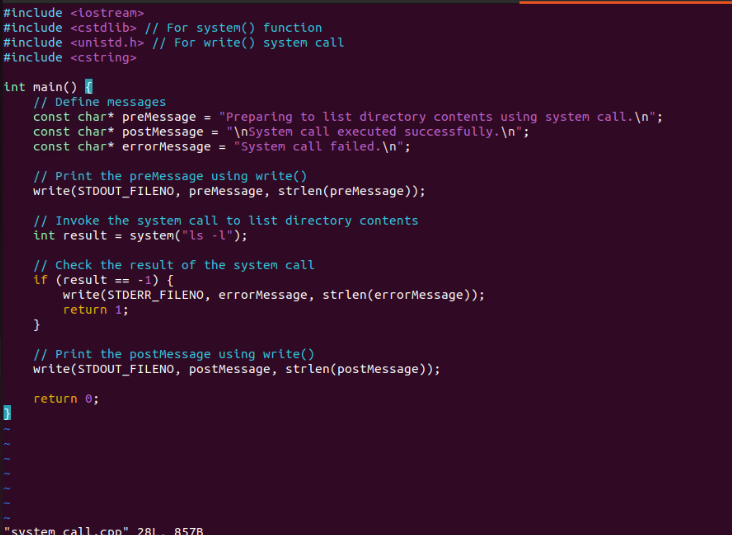 #include <iostream>
#include <cstdlib> // For system() function
#include <unistd.h> // For write() system call
#include <cstring>

int main() {
    // Define messages
    const char* preMessage = "Preparing to list directory contents using system call.\n";
    const char* postMessage = "\nSystem call executed successfully.\n";
    const char* errorMessage = "System call failed.\n";

    // Print the preMessage using write()
    write(STDOUT_FILENO, preMessage, strlen(preMessage));

    // Invoke the system call to list directory contents
    int result = system("ls -l");

    // Check the result of the system call
    if (result == -1) {
        write(STDERR_FILENO, errorMessage, strlen(errorMessage));
        return 1;
    }

    // Print the postMessage using write()
    write(STDOUT_FILENO, postMessage, strlen(postMessage));

    return 0;
}
~
~
~
~
~
~
~
"system_call.cpp" 28L, 857B